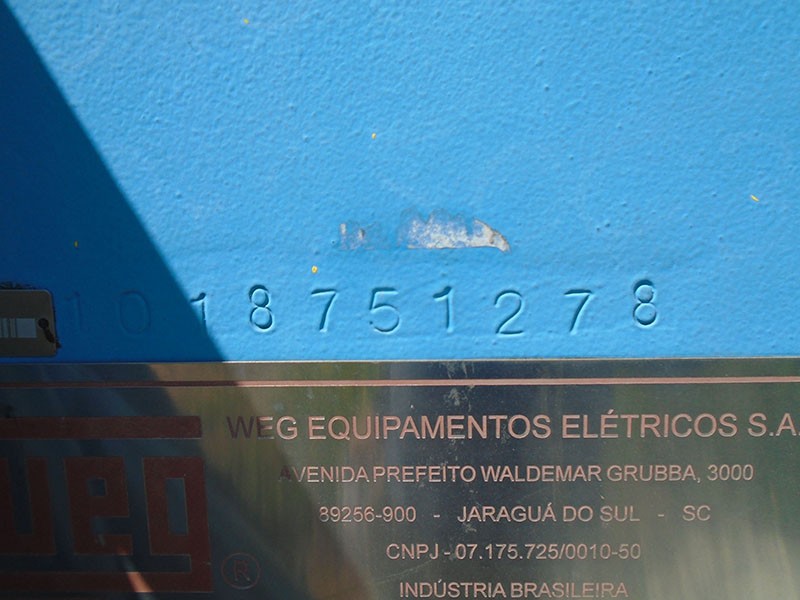 1018751278
WEG EQUIPAMENTOS ELÉTRICOS S.A.
weg ®
AVENIDA PREFEITO WALDEMAR GRUBBA, 3000
89256-900 - JARAGUÁ DO SUL - SC
CNPJ - 07.175.725/0010-50
INDÚSTRIA BRASILEIRA